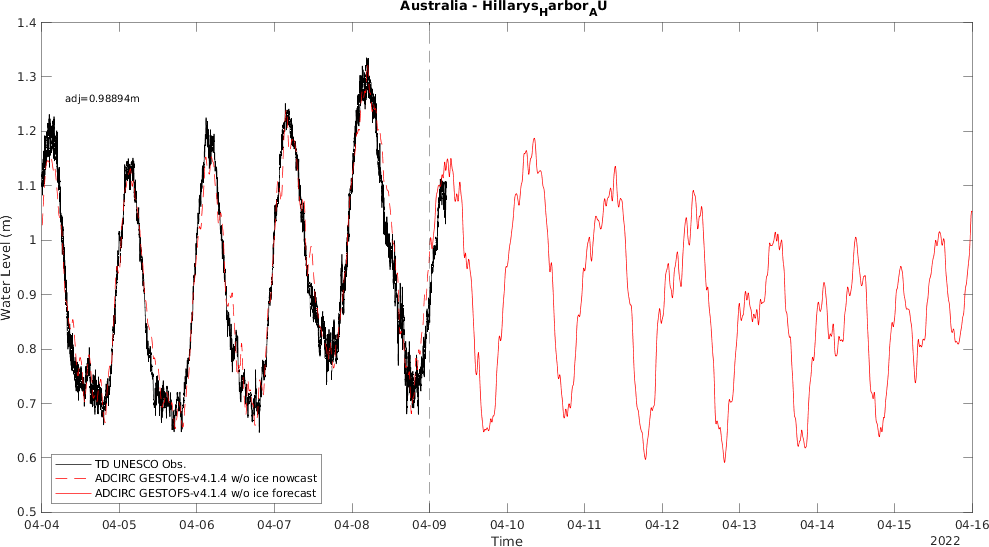 Australia - HillarysHarborAU
1.4
1.3
adj=0.98894m
1.2
1.1
1
Water Level (m)
0.9
0.8
0.7
0.6
0.5
TD UNESCO Obs.
ADCIRC GESTOFS-v4.1.4 w/o ice nowcast
ADCIRC GESTOFS-v4.1.4 w/o ice forecast
04-04 04-05 04-06 04-07 04-08 04-09 04-10 04-11 04-12 04-13 04-14 04-15 04-16
Time
2022